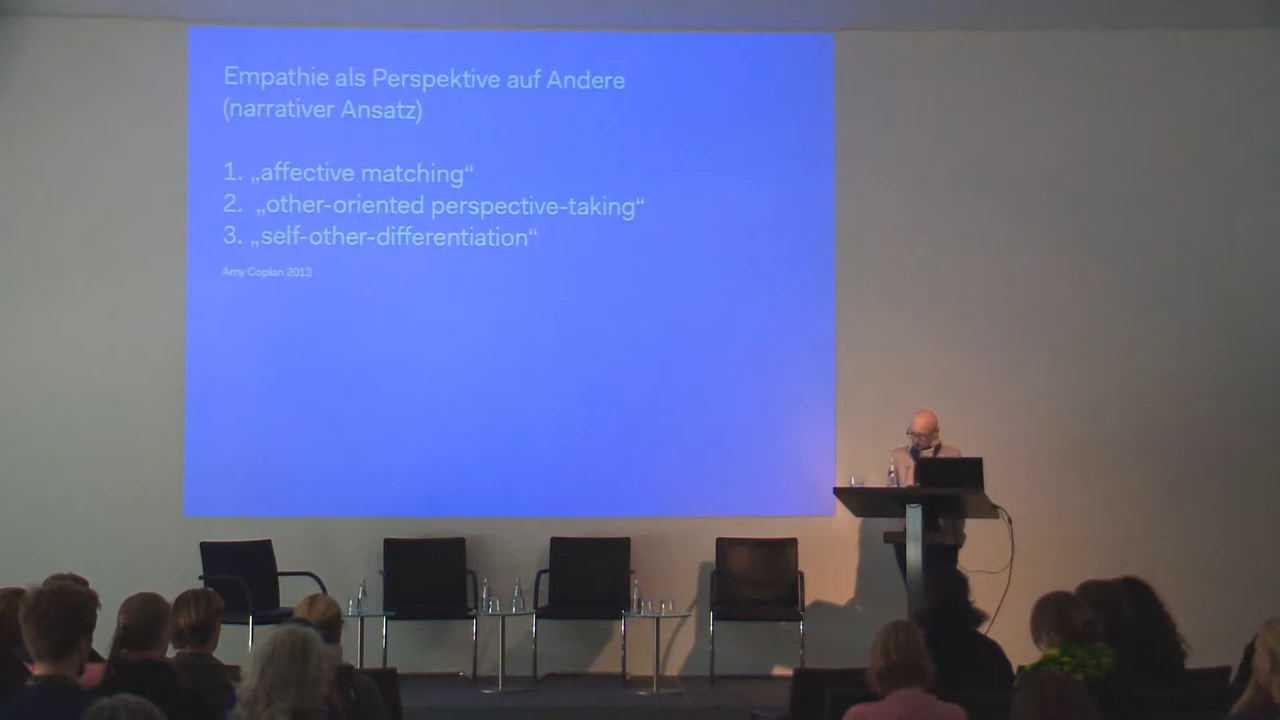 Empathie als Perspektive auf Andere
(narrativer Ansatz)
1. „affective matching“
2. „other-oriented perspective-taking“
3. „self-other-differentiation“
Amy Coplan 2013